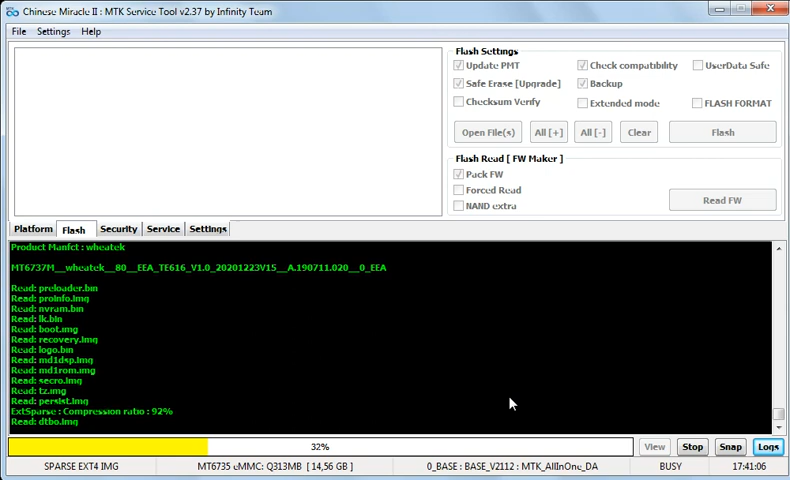 Chinese Miracle II : MTK Service Tool v2.37 by Infinity Team
File Settings Help
Flash Settings
Update PMT Check compatibility UserData Safe
Safe Erase [Upgrade] Backup
Checksum Verify Extended mode FLASH FORMAT
Open File(s) All [+] All [-] Clear Flash
Flash Read [ FW Maker ]
Pack FW
Forced Read
NAND extra
Read FW
Platform Flash Security Service Settings
Product Manfct : wheatek
MT6737M__wheatek__80__EEA_TE616_V1.0_20201223V15__A.190711.020__0_EEA
Read: preloader.bin
Read: proinfo.img
Read: nvram.bin
Read: lk.bin
Read: boot.img
Read: recovery.img
Read: logo.bin
Read: md1dsp.img
Read: md1rom.img
Read: secro.img
Read: tz.img
Read: persist.img
ExtSparse : Compression ratio : 92%
Read: dtbo.img
32%
View Stop Snap Logs
SPARSE EXT4 IMG MT6735 eMMC: Q313MB [ 14,56 GB ] 0_BASE : BASE_V2112 : MTK_AllInOne_DA BUSY 17:41:06